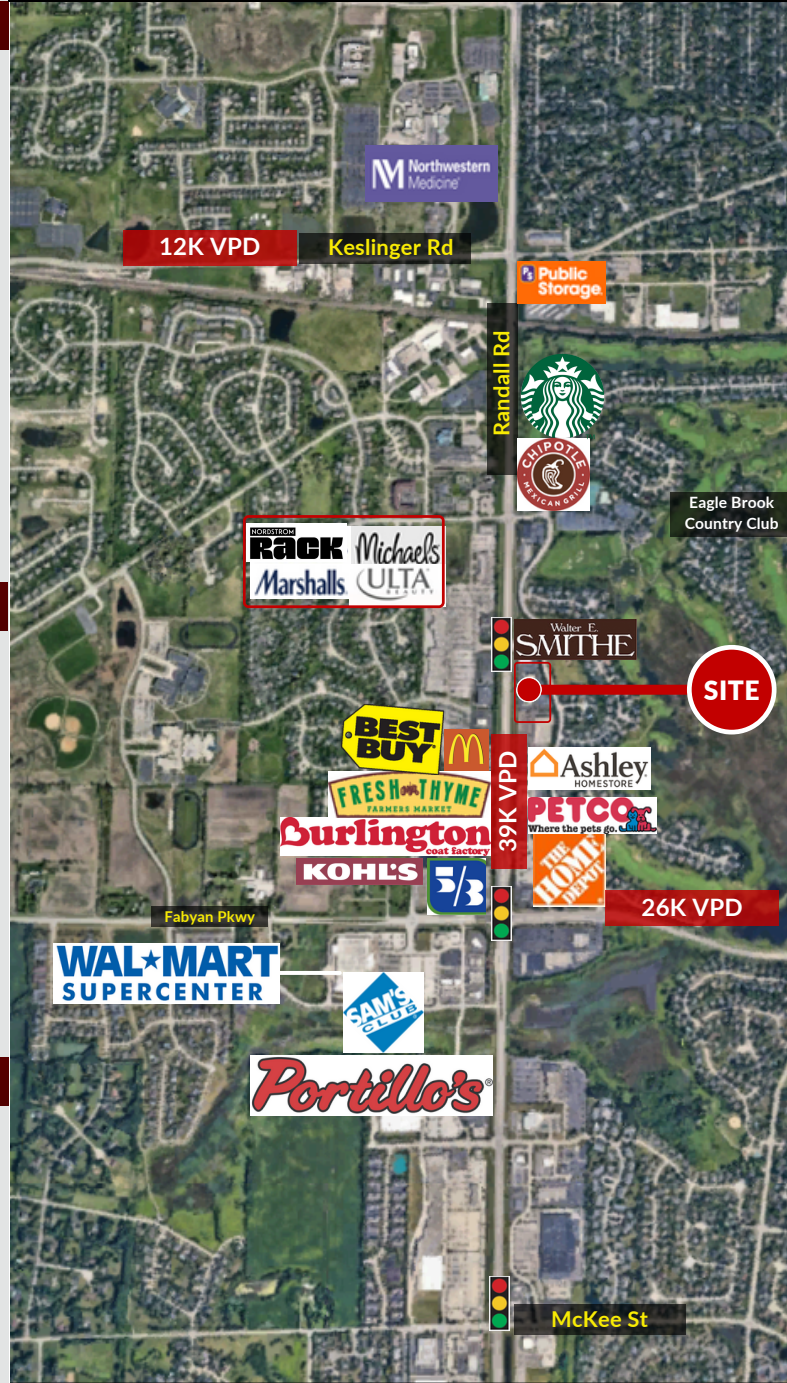 Northwestern
Medicine
12K VPD
Keslinger Rd
PS Public
Storage
Randall Rd
CHIPOTLE
MEXICAN GRILL
Eagle Brook
Country Club
NORDSTROM
Rack
Michaels
Marshalls
ULTA
BEAUTY
Walter E.
SMITHE
SITE
BEST
BUY
39K VPD
Ashley
HOMESTORE
FRESH THYME
FARMERS MARKET
PETCO
Where the pets go.
Burlington
coat factory
THE
HOME
DEPOT
KOHL'S
5/3
26K VPD
Fabyan Pkwy
WAL★MART
SUPERCENTER
SAM'S
CLUB
Portillo's®
McKee St